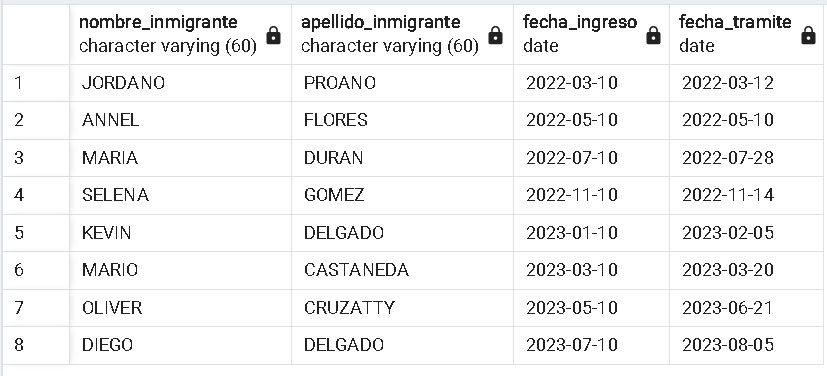 nombre_inmigrante apellido_inmigrante fecha_ingreso fecha_tramite
character varying (60) character varying (60) date date
1 JORDANO PROANO 2022-03-10 2022-03-12
2 ANNEL FLORES 2022-05-10 2022-05-10
3 MARIA DURAN 2022-07-10 2022-07-28
4 SELENA GOMEZ 2022-11-10 2022-11-14
5 KEVIN DELGADO 2023-01-10 2023-02-05
6 MARIO CASTANEDA 2023-03-10 2023-03-20
7 OLIVER CRUZATTY 2023-05-10 2023-06-21
8 DIEGO DELGADO 2023-07-10 2023-08-05